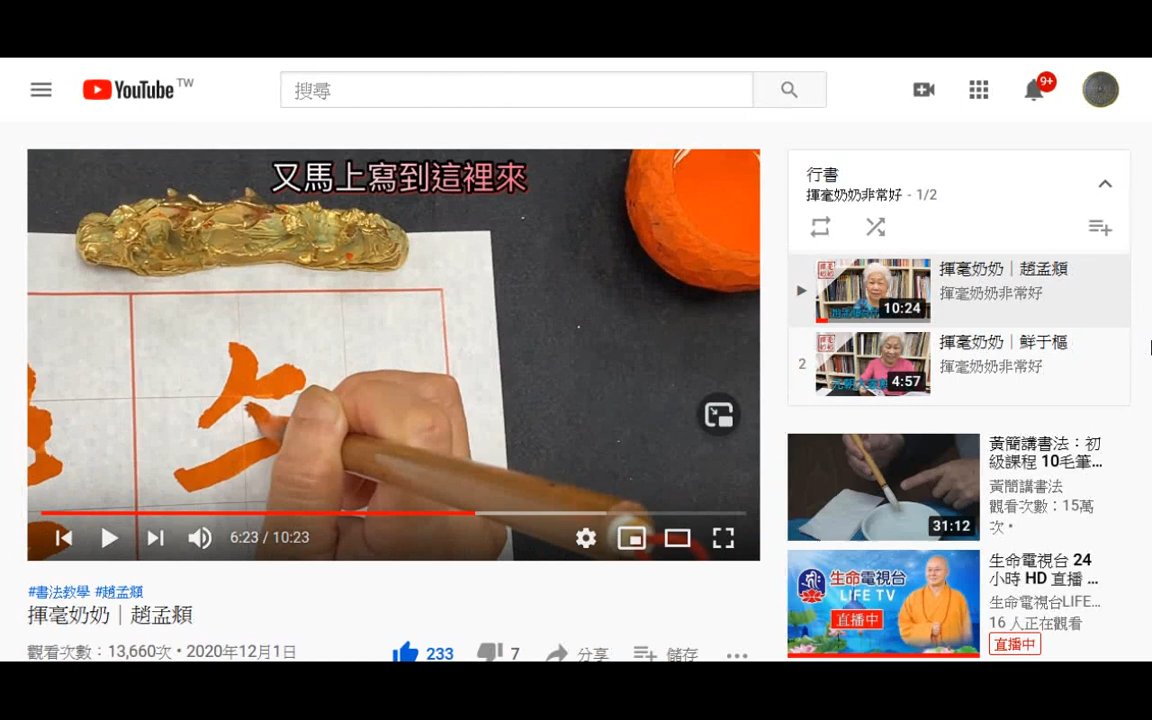 YouTube TW
搜尋
9+
又馬上寫到這裡來
6:23 / 10:23
#書法教學 #趙孟頫
揮毫奶奶｜趙孟頫
觀看次數：13,660次 • 2020年12月1日
233
7
分享
儲存
行書
揮毫奶奶非常好 - 1/2
10:24
揮毫奶奶｜趙孟頫
揮毫奶奶非常好
2
4:57
揮毫奶奶｜鮮于樞
揮毫奶奶非常好
31:12
黃簡講書法：初
級課程 10毛筆...
黃簡講書法
觀看次數：15萬
次 •
生命電視台
LIFE TV
直播中
生命電視台 24
小時 HD 直播 ...
生命電視台LIFE...
16 人正在觀看
直播中